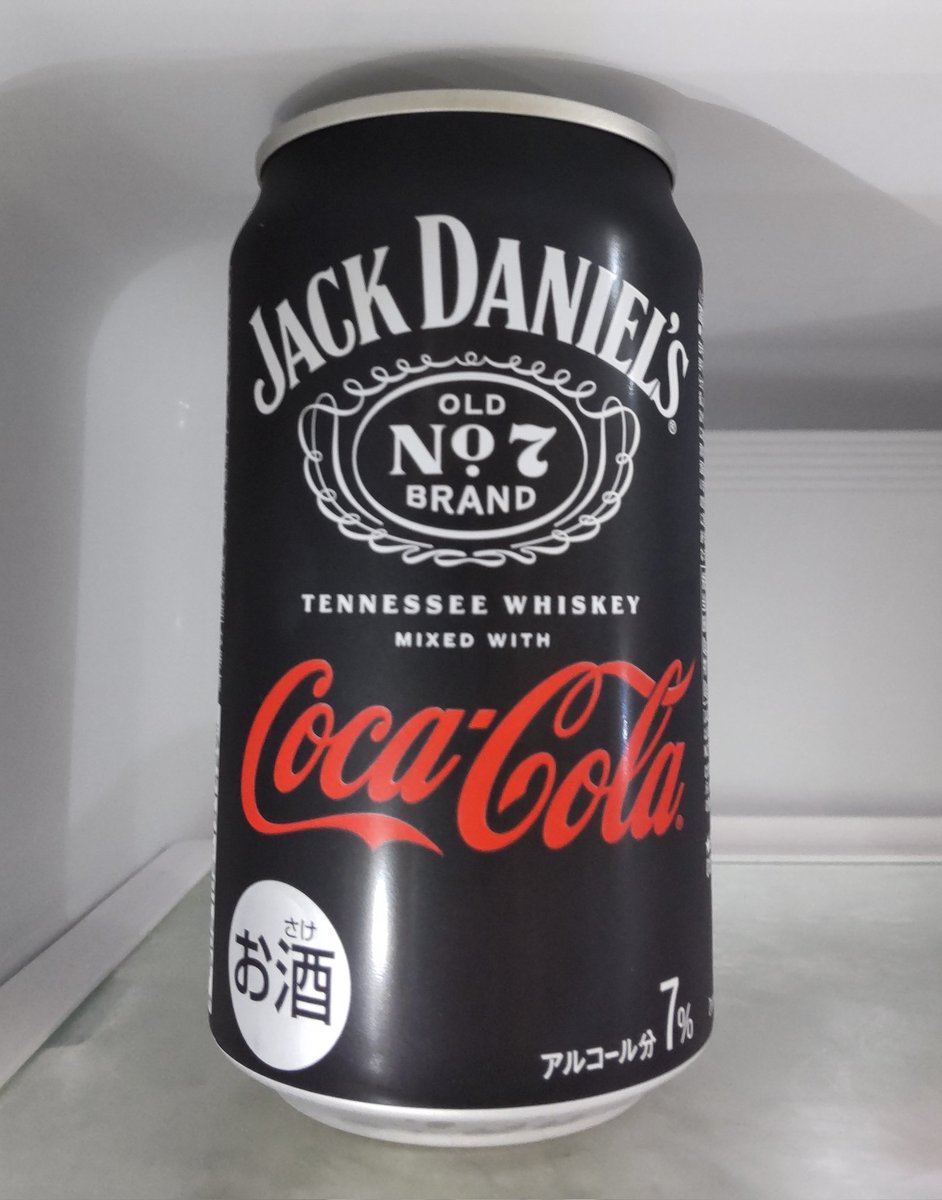 JACK DANIEL'S
OLD
No. 7
BRAND
TENNESSEE WHISKEY
MIXED WITH
Coca-Cola
さけ
お酒
アルコール分 7%